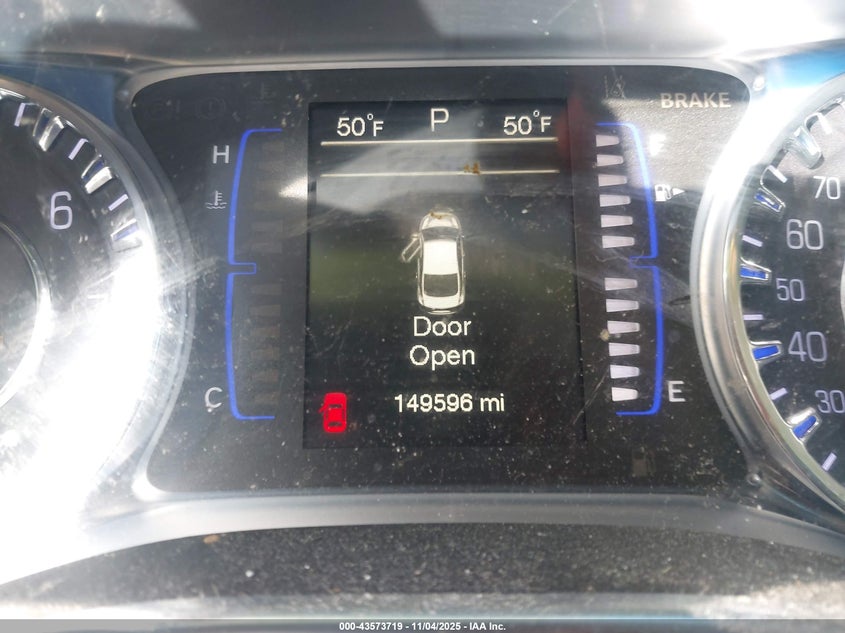 BRAKE
50°F P 50°F
H
F
6
70
60
50
40
30
Door
Open
C
E
149596 mi
000-43573719 - 11/04/2025 - IAA Inc.